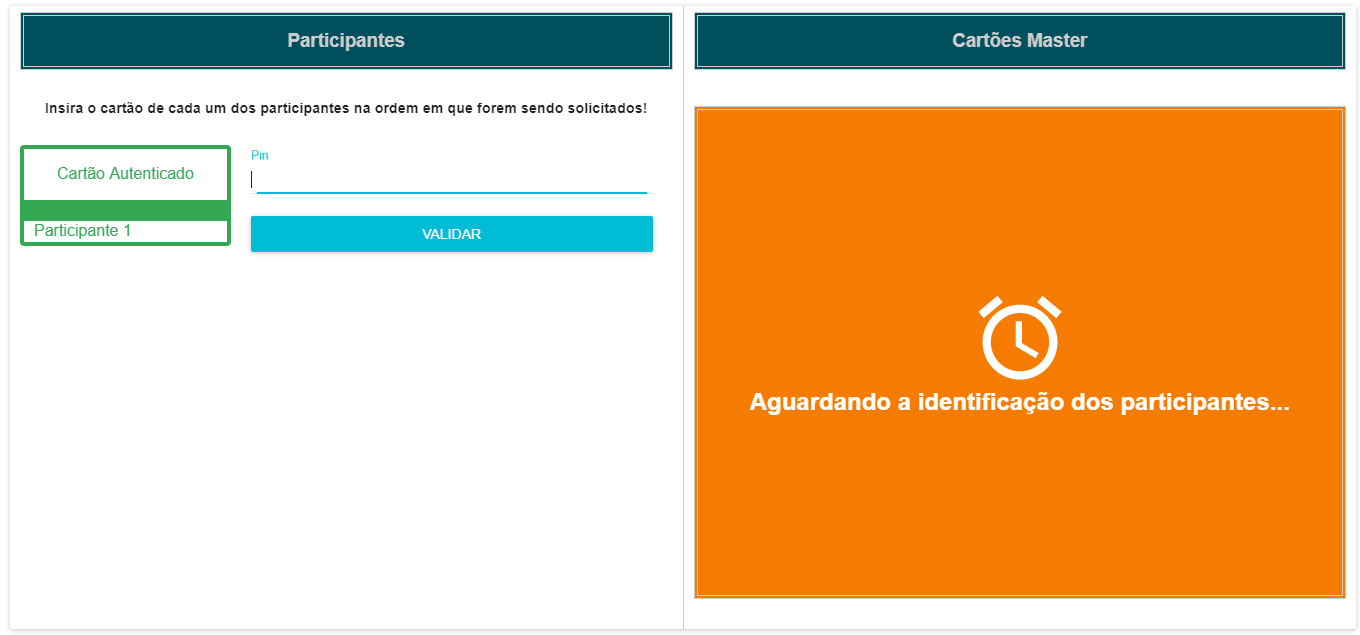 Participantes
Insira o cartão de cada um dos participantes na ordem em que forem sendo solicitados!
Cartão Autenticado
Participante 1
Pin
VALIDAR
Cartões Master
Aguardando a identificação dos participantes...